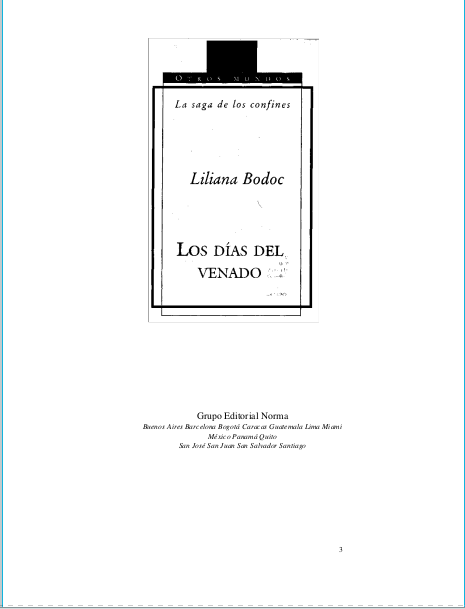 OTROS MUNDOS
La saga de los confines
Liliana Bodoc
LOS DÍAS DEL
VENADO
Grupo Editorial Norma
Buenos Aires Barcelona Bogotá Caracas Guatemala Lima Miami
México Panamá Quito
San José San Juan San Salvador Santiago
3